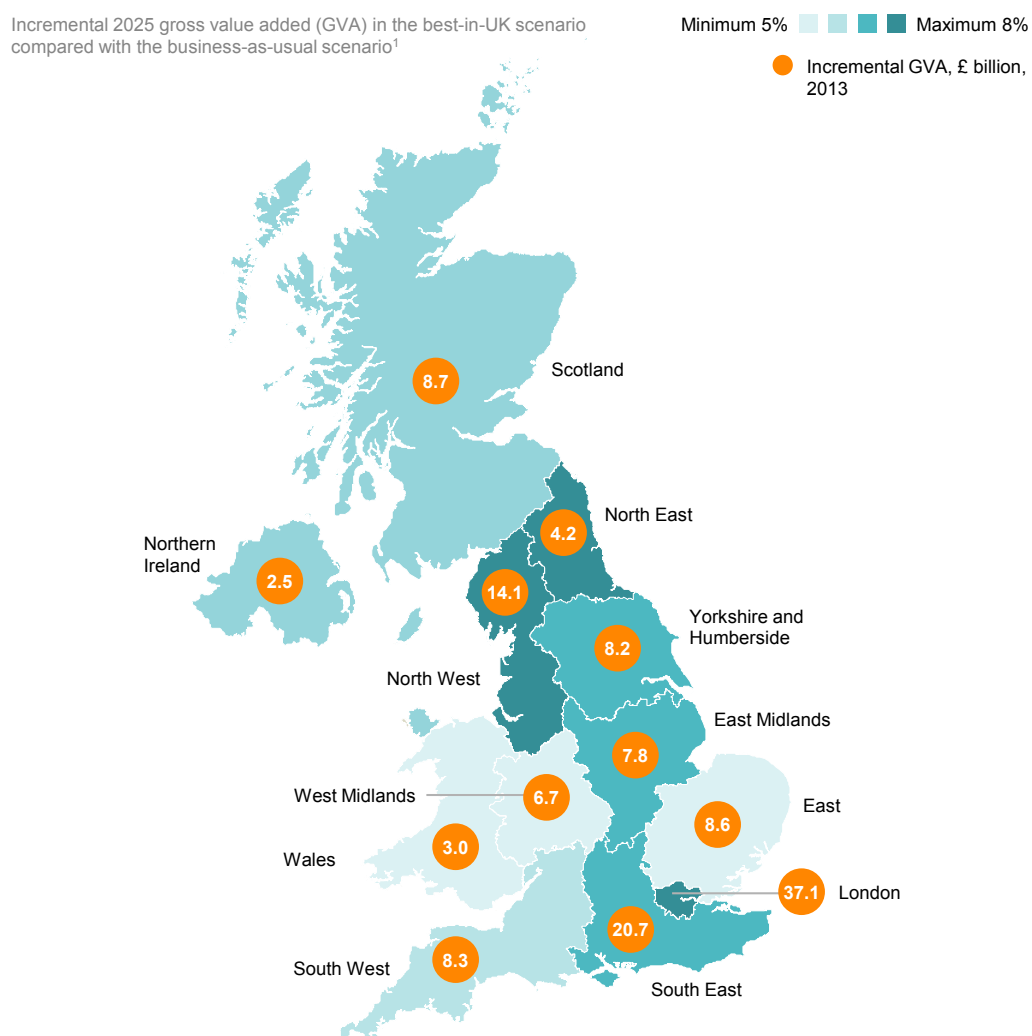 Incremental 2025 gross value added (GVA) in the best-in-UK scenario
compared with the business-as-usual scenario¹
Minimum 5%
Maximum 8%
Incremental GVA, £ billion,
2013
8.7
Scotland
North East
4.2
Northern
Ireland
2.5
14.1
Yorkshire and
Humberside
8.2
North West
East Midlands
7.8
West Midlands
6.7
East
8.6
3.0
Wales
37.1
London
20.7
8.3
South West
South East